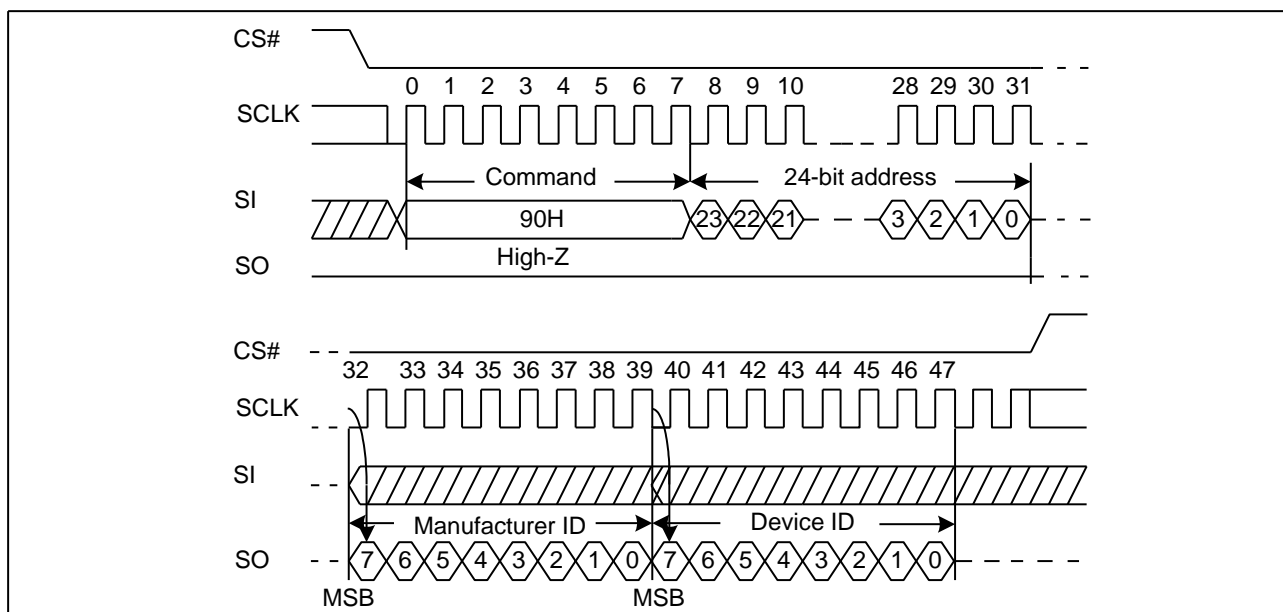 CS#
0 1 2 3 4 5 6 7 8 9 10 28 29 30 31
SCLK
Command 24-bit address
SI
90H 23 22 21 3 2 1 0
High-Z
SO
CS#
32 33 34 35 36 37 38 39 40 41 42 43 44 45 46 47
SCLK
SI
Manufacturer ID Device ID
SO 7 6 5 4 3 2 1 0 7 6 5 4 3 2 1 0
MSB MSB